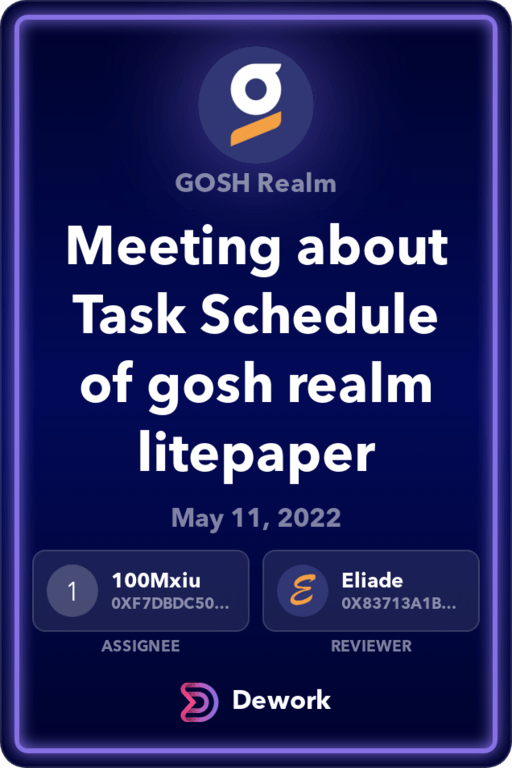 GOSH Realm
Meeting about
Task Schedule
of gosh realm
litepaper
May 11, 2022
1
100Mxiu
0XF7DBDC50...
ASSIGNEE
E
Eliade
0X83713A1B...
REVIEWER
Dework